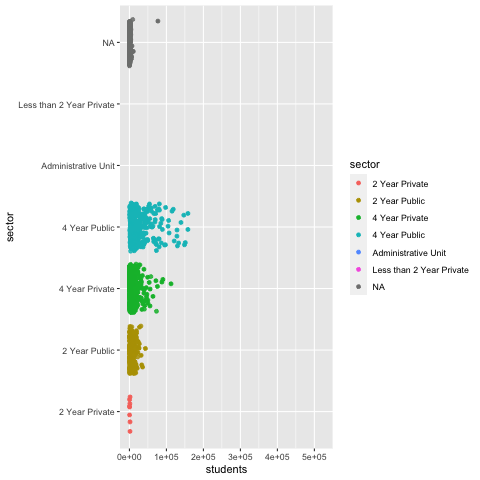 NA
Less than 2 Year Private
Administrative Unit
4 Year Public
4 Year Private
2 Year Public
2 Year Private
sector
0e+00 1e+05 2e+05 3e+05 4e+05 5e+05
students
sector
2 Year Private
2 Year Public
4 Year Private
4 Year Public
Administrative Unit
Less than 2 Year Private
NA